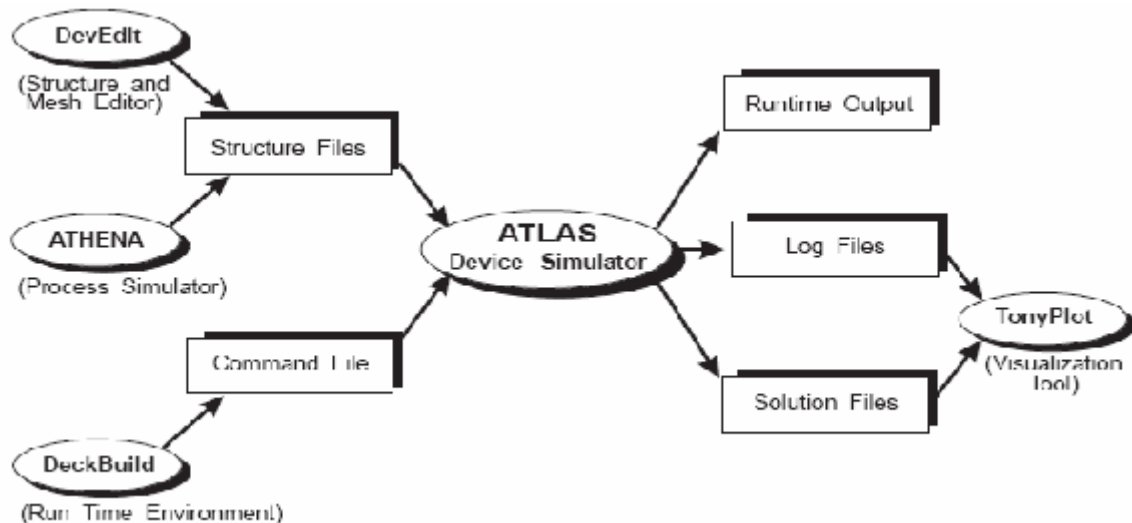 DevEdIt
(Structure and
Mesh Editor)
Structure Files
ATHENA
(Process Simulator)
Command File
DeckBuild
(Run Time Environment)
ATLAS
Device Simulator
Runtime Output
Log Files
Solution Files
TonyPlot
(Visualization
Tool)